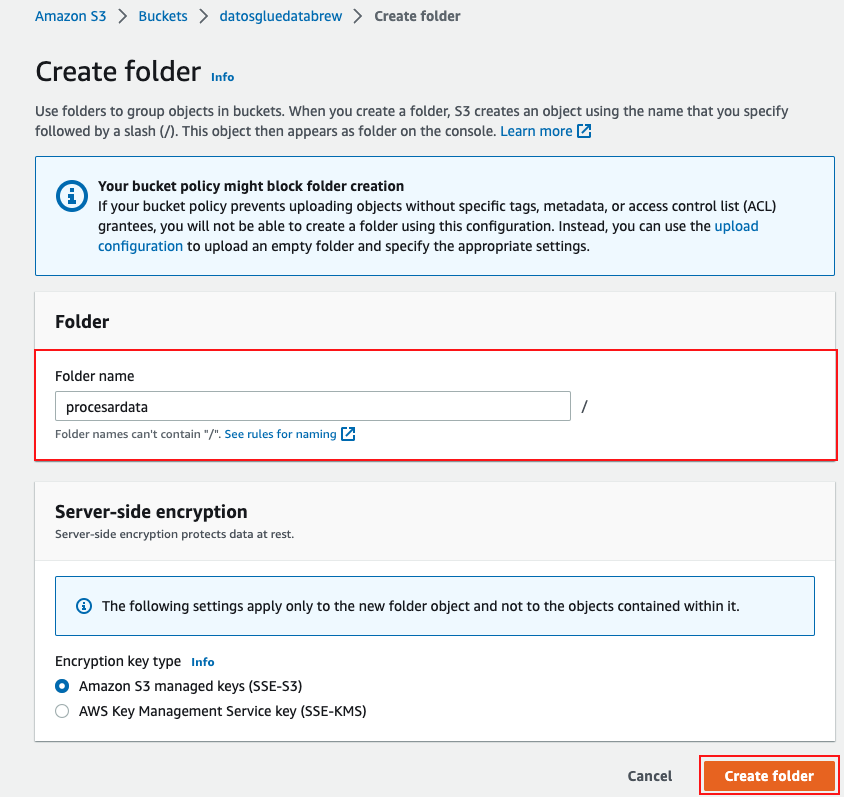 Amazon S3 > Buckets > datosgluedatabrew > Create folder
Create folder Info
Use folders to group objects in buckets. When you create a folder, S3 creates an object using the name that you specify
followed by a slash (/). This object then appears as folder on the console. Learn more
Your bucket policy might block folder creation
If your bucket policy prevents uploading objects without specific tags, metadata, or access control list (ACL)
grantees, you will not be able to create a folder using this configuration. Instead, you can use the upload
configuration to upload an empty folder and specify the appropriate settings.
Folder
Folder name
procesardata /
Folder names can't contain "/". See rules for naming
Server-side encryption
Server-side encryption protects data at rest.
The following settings apply only to the new folder object and not to the objects contained within it.
Encryption key type Info
Amazon S3 managed keys (SSE-S3)
AWS Key Management Service key (SSE-KMS)
Cancel Create folder